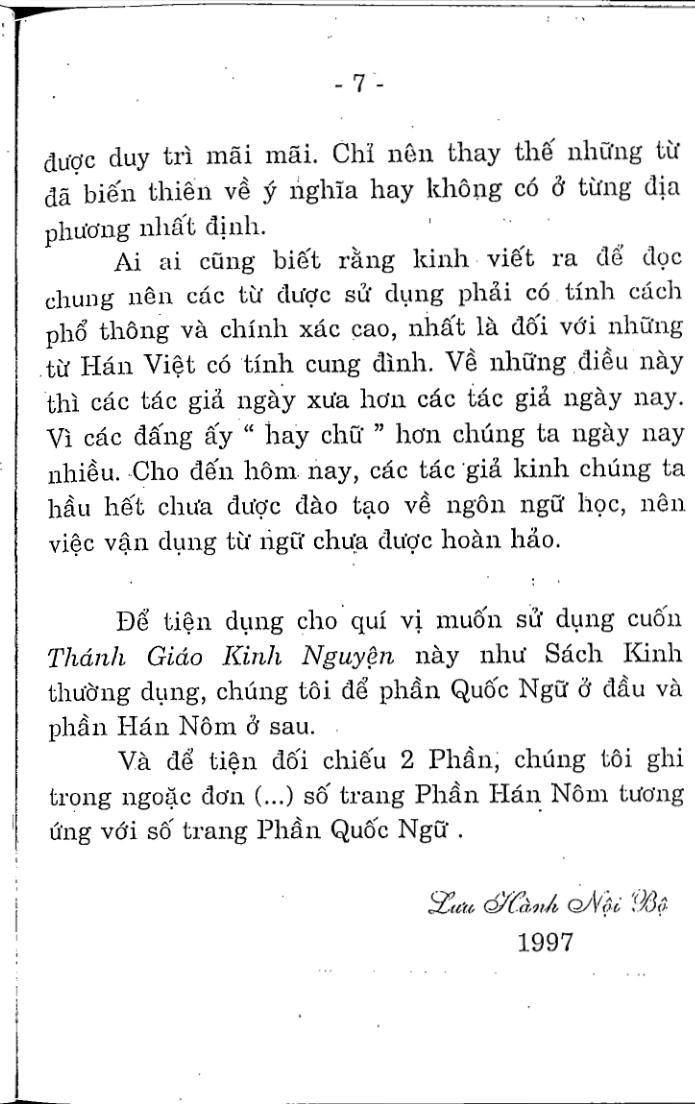 - 7 -
được duy trì mãi mãi. Chỉ nên thay thế những từ
đã biến thiên về ý nghĩa hay không có ở từng địa
phương nhất định.
Ai ai cũng biết rằng kinh viết ra để đọc
chung nên các từ được sử dụng phải có tính cách
phổ thông và chính xác cao, nhất là đối với những
từ Hán Việt có tính cung đình. Về những điều này
thì các tác giả ngày xưa hơn các tác giả ngày nay.
Vì các đấng ấy “ hay chữ ” hơn chúng ta ngày nay
nhiều. Cho đến hôm nay, các tác giả kinh chúng ta
hầu hết chưa được đào tạo về ngôn ngữ học, nên
việc vận dụng từ ngữ chưa được hoàn hảo.
Để tiện dụng cho quí vị muốn sử dụng cuốn
Thánh Giáo Kinh Nguyện này như Sách Kinh
thường dụng, chúng tôi để phần Quốc Ngữ ở đầu và
phần Hán Nôm ở sau.
Và để tiện đối chiếu 2 Phần, chúng tôi ghi
trong ngoặc đơn (...) số trang Phần Hán Nôm tương
ứng với số trang Phần Quốc Ngữ .
Lưu Hành Nội Bộ
1997